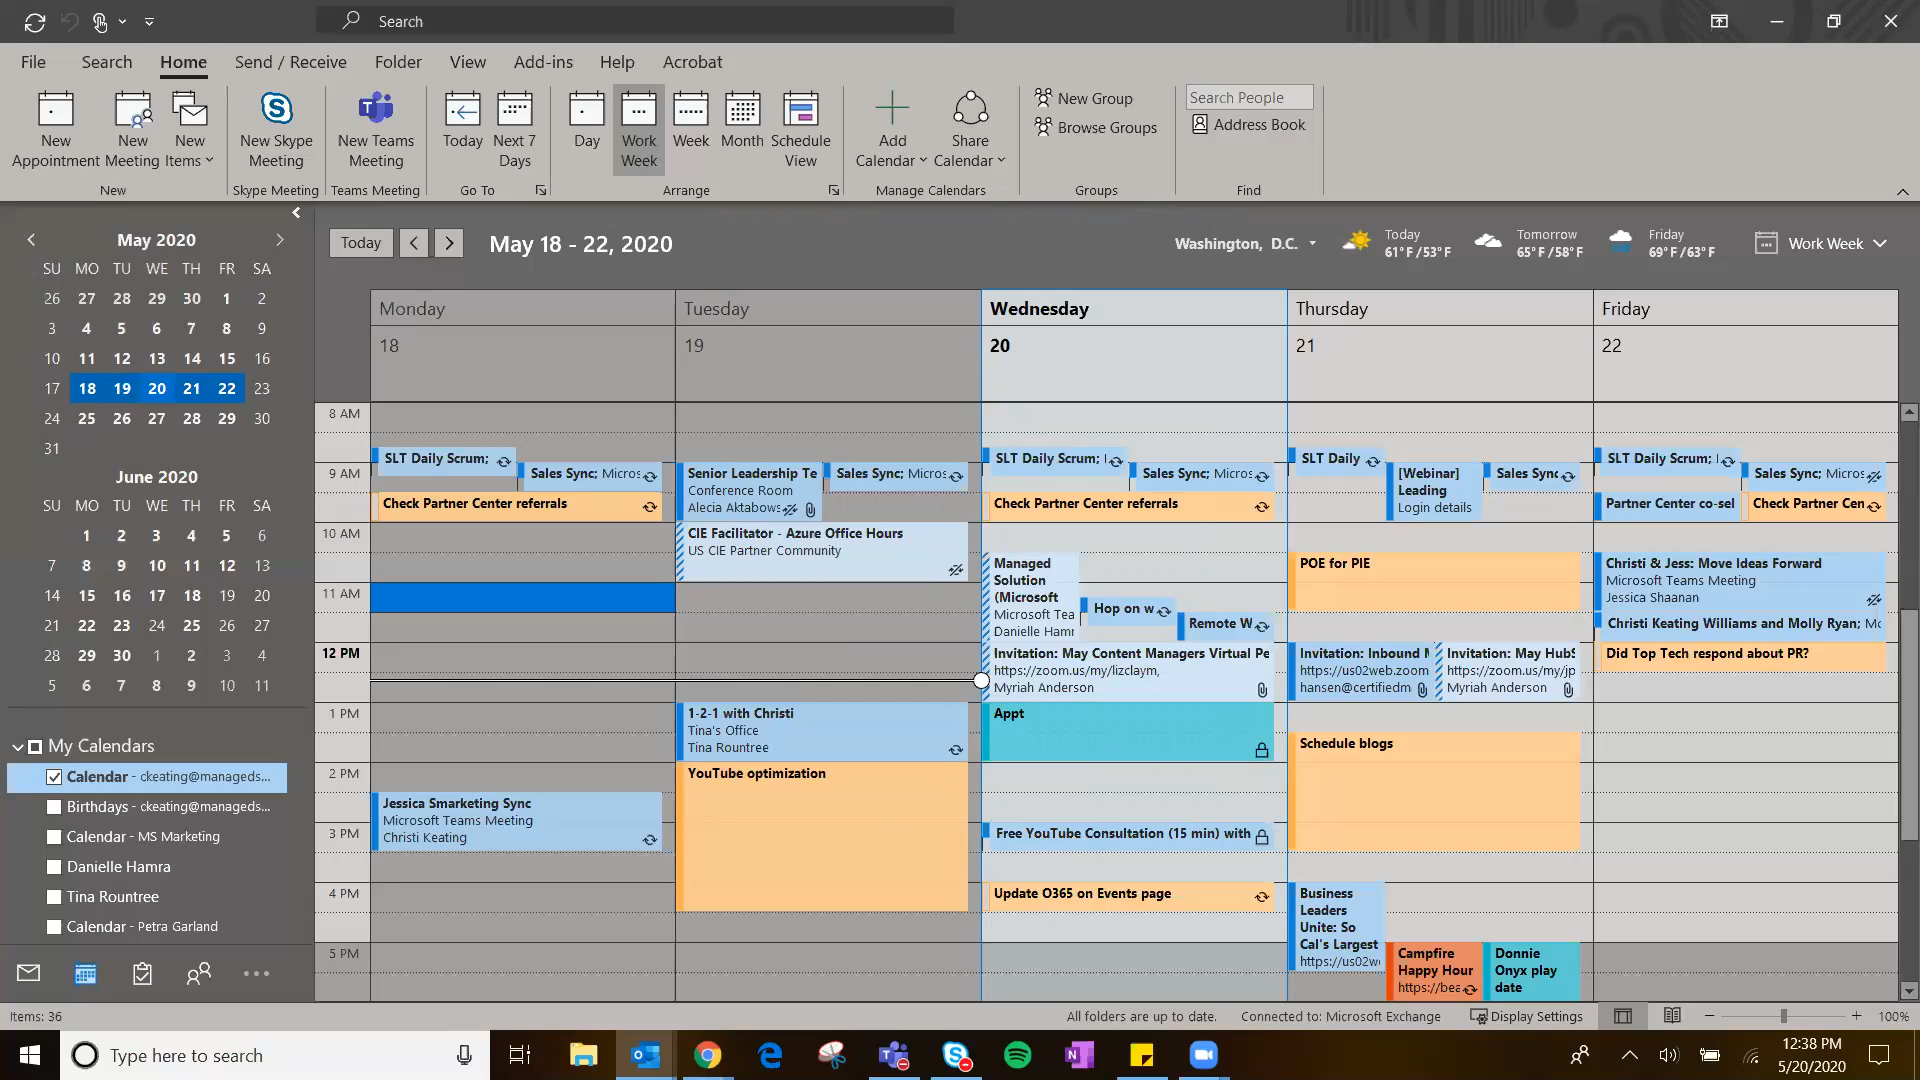 Search
File
Search
Home
Send / Receive
Folder
View
Add-ins
Help
Acrobat
New
Appointment
New
Meeting
New
Items
New Skype
Meeting
New Teams
Meeting
Today
Next 7
Days
Day
Work
Week
Week
Month
Schedule
View
Add
Calendar
Share
Calendar
New Group
Browse Groups
Search People
Address Book
New
Skype Meeting
Teams Meeting
Go To
Arrange
Manage Calendars
Groups
Find
May 2020
SU MO TU WE TH FR SA
26 27 28 29 30 1 2
3 4 5 6 7 8 9
10 11 12 13 14 15 16
17 18 19 20 21 22 23
24 25 26 27 28 29 30
31
June 2020
SU MO TU WE TH FR SA
1 2 3 4 5 6
7 8 9 10 11 12 13
14 15 16 17 18 19 20
21 22 23 24 25 26 27
28 29 30 1 2 3 4
5 6 7 8 9 10 11
My Calendars
Calendar - ckeating@manageds...
Birthdays - ckeating@manageds...
Calendar - MS Marketing
Danielle Hamra
Tina Rountree
Calendar - Petra Garland
Today
May 18 - 22, 2020
Washington, D.C.
Today
61°F/53°F
Tomorrow
65°F/58°F
Friday
69°F/63°F
Work Week
Monday
Tuesday
Wednesday
Thursday
Friday
18
19
20
21
22
8 AM
9 AM
10 AM
11 AM
12 PM
1 PM
2 PM
3 PM
4 PM
5 PM
SLT Daily Scrum;
Sales Sync; Micros
Check Partner Center referrals
Jessica Smarketing Sync
Microsoft Teams Meeting
Christi Keating
Senior Leadership Te
Conference Room
Alecia Aktabows
Sales Sync; Micros
CIE Facilitator - Azure Office Hours
US CIE Partner Community
1-2-1 with Christi
Tina's Office
Tina Rountree
YouTube optimization
SLT Daily Scrum;
Sales Sync; Micros
Check Partner Center referrals
Managed
Solution
(Microsoft
Microsoft Tea
Danielle Hamr
Hop on w
Remote W
Invitation: May Content Managers Virtual Pe
https://zoom.us/my/lizclaym,
Myriah Anderson
Appt
Free YouTube Consultation (15 min) with
Update O365 on Events page
SLT Daily
[Webinar]
Leading
Login details
Sales Sync
POE for PIE
Invitation: Inbound M
https://us02web.zoom
hansen@certifiedm
Invitation: May HubS
https://zoom.us/my/jp
Myriah Anderson
Schedule blogs
Business
Leaders
Unite: So
Cal's Largest
https://us02w
Campfire
Happy Hour
https://bea
Donnie
Onyx play
date
SLT Daily Scrum;
Sales Sync; Micros
Partner Center co-sel
Check Partner Cen
Christi & Jess: Move Ideas Forward
Microsoft Teams Meeting
Jessica Shaanan
Christi Keating Williams and Molly Ryan; Mc
Did Top Tech respond about PR?
Items: 36
All folders are up to date.
Connected to: Microsoft Exchange
Display Settings
100%
Type here to search
12:38 PM
5/20/2020